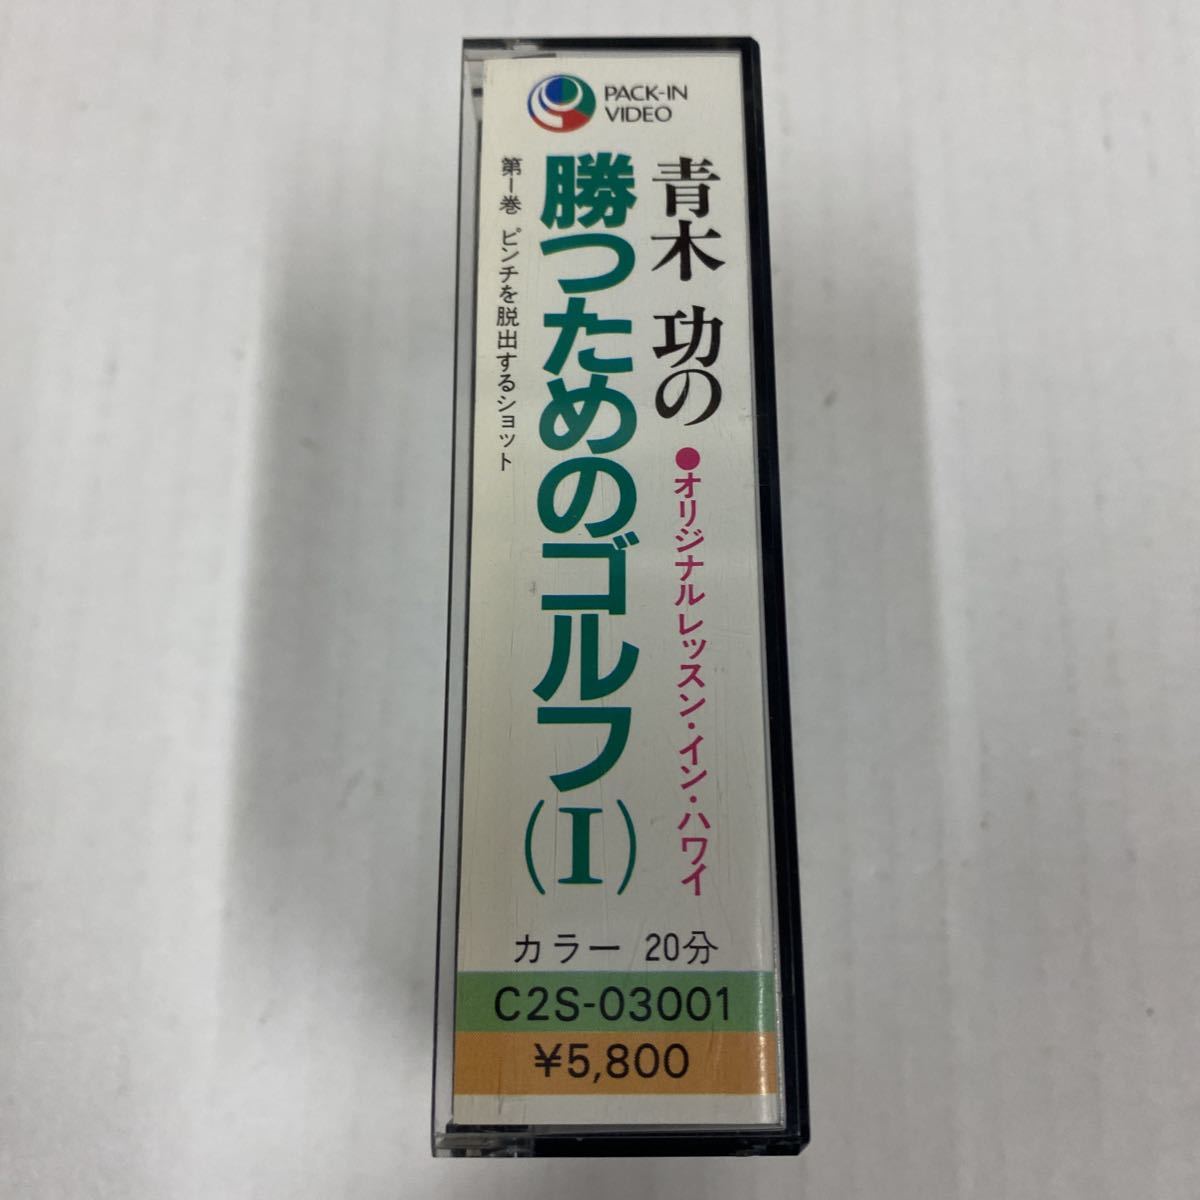 PACK-IN
VIDEO
青木 功の
●オリジナルレッスン・イン・ハワイ
勝つためのゴルフ(I)
第I巻 ピンチを脱出するショット
カラー 20分
C2S-03001
¥5,800